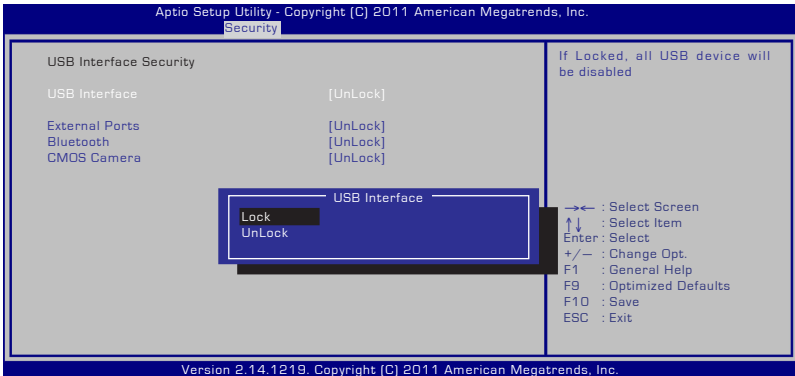 Aptio Setup Utility - Copyright (C) 2011 American Megatrends, Inc.
Security
USB Interface Security
USB Interface [UnLock]
External Ports [UnLock]
Bluetooth [UnLock]
CMOS Camera [UnLock]
USB Interface
Lock
UnLock
If Locked, all USB device will
be disabled
→← : Select Screen
↑↓ : Select Item
Enter : Select
+/— : Change Opt.
F1 : General Help
F9 : Optimized Defaults
F10 : Save
ESC : Exit
Version 2.14.1219. Copyright (C) 2011 American Megatrends, Inc.